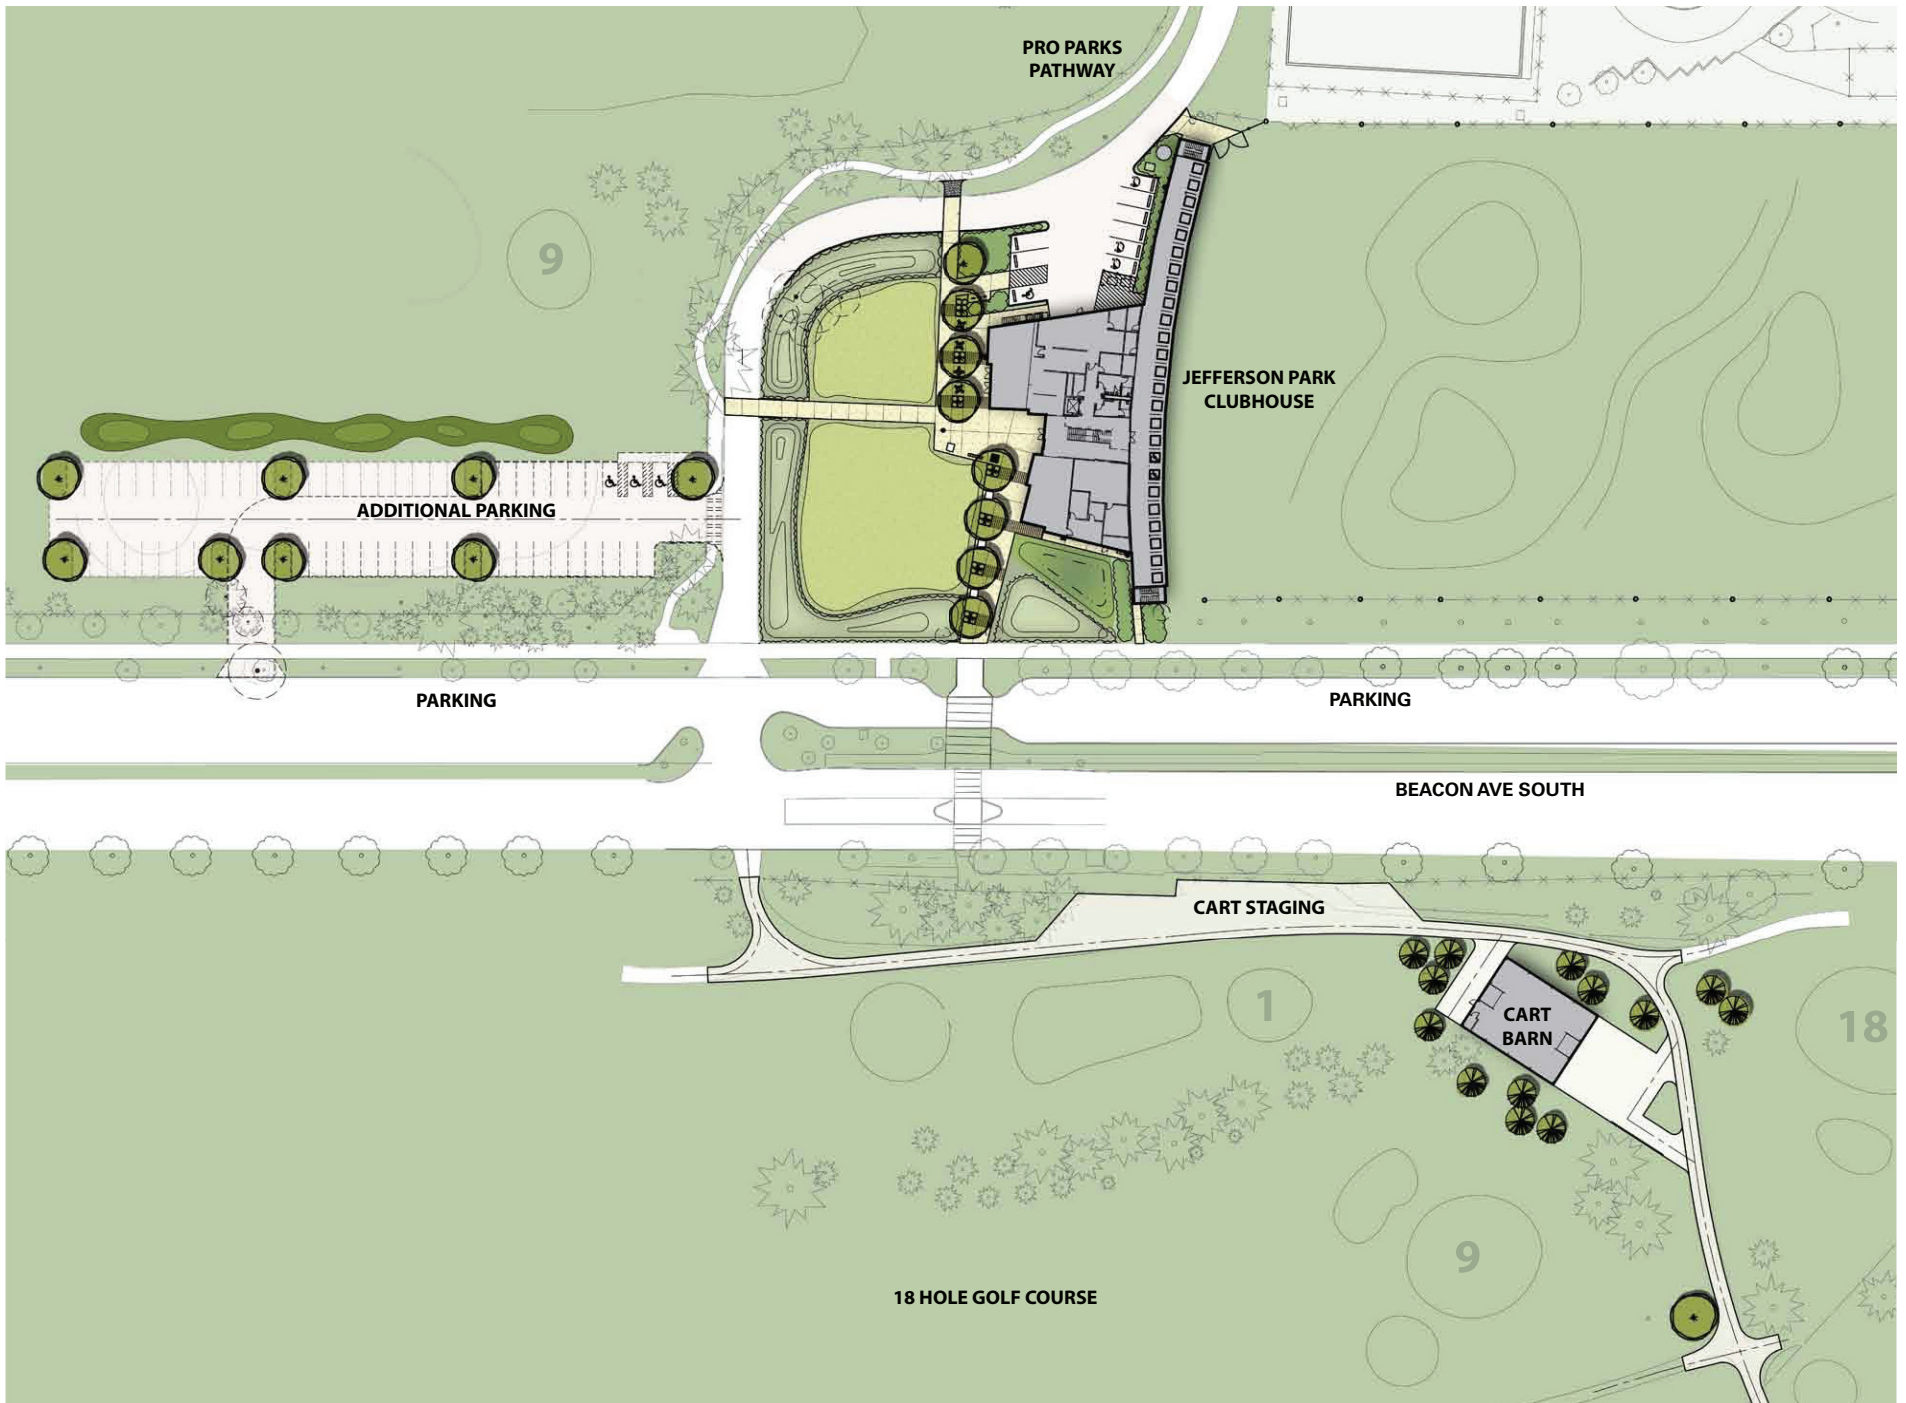 PRO PARKS
PATHWAY
9
JEFFERSON PARK
CLUBHOUSE
ADDITIONAL PARKING
PARKING
PARKING
BEACON AVE SOUTH
CART STAGING
1
CART
BARN
18
9
18 HOLE GOLF COURSE